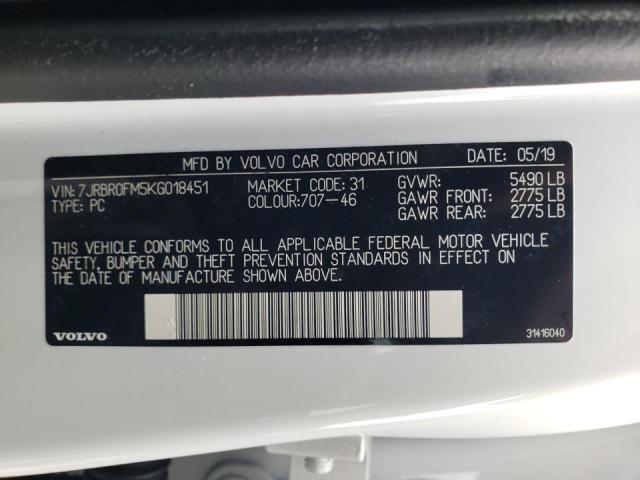 MFD BY VOLVO CAR CORPORATION DATE: 05/19
VIN: 7JRBR0FM5KG018451 MARKET CODE: 31 GVWR: 5490 LB
TYPE: PC COLOUR:707-46 GAWR FRONT: 2775 LB
GAWR REAR: 2775 LB
THIS VEHICLE CONFORMS TO ALL APPLICABLE FEDERAL MOTOR VEHICLE
SAFETY, BUMPER AND THEFT PREVENTION STANDARDS IN EFFECT ON
THE DATE OF MANUFACTURE SHOWN ABOVE.
VOLVO 31416040